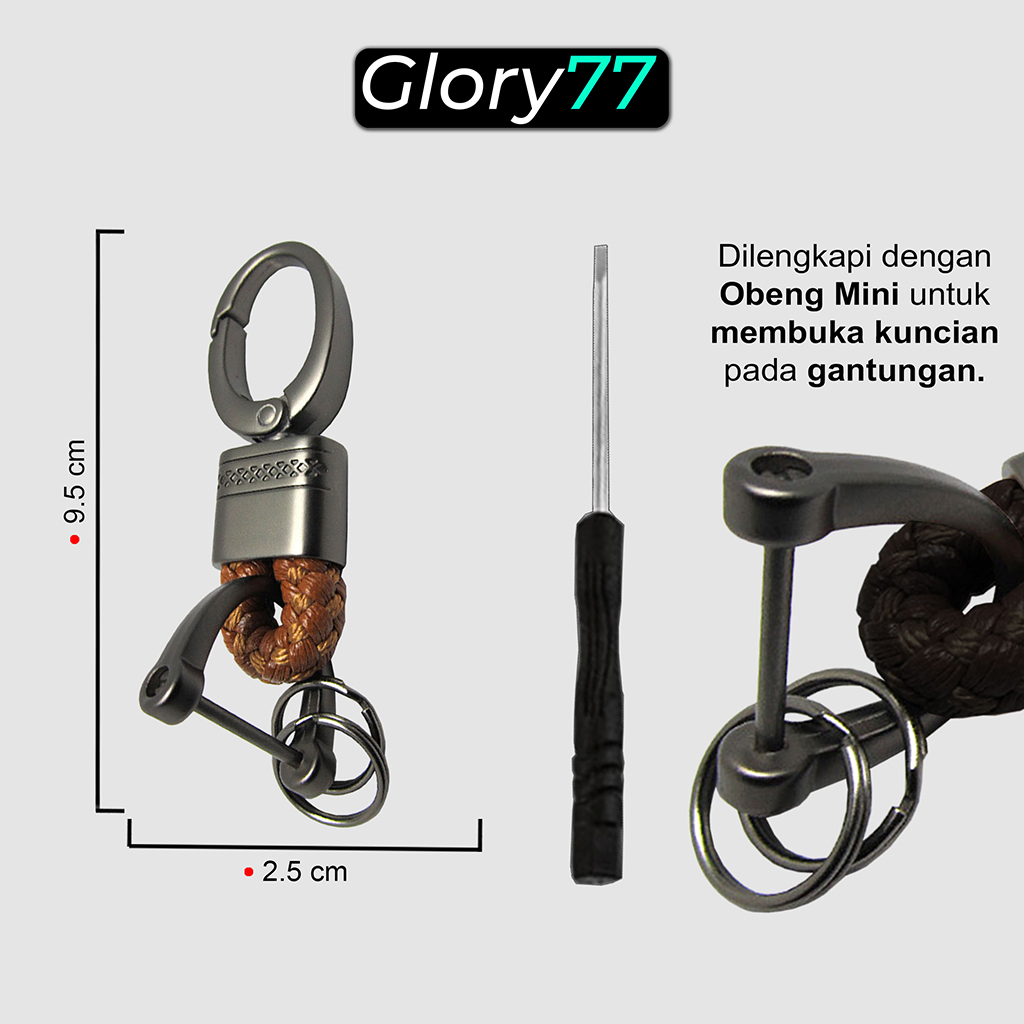 Glory77
Dilengkapi dengan
Obeng Mini untuk
membuka kuncian
pada gantungan.
• 9.5 cm
• 2.5 cm